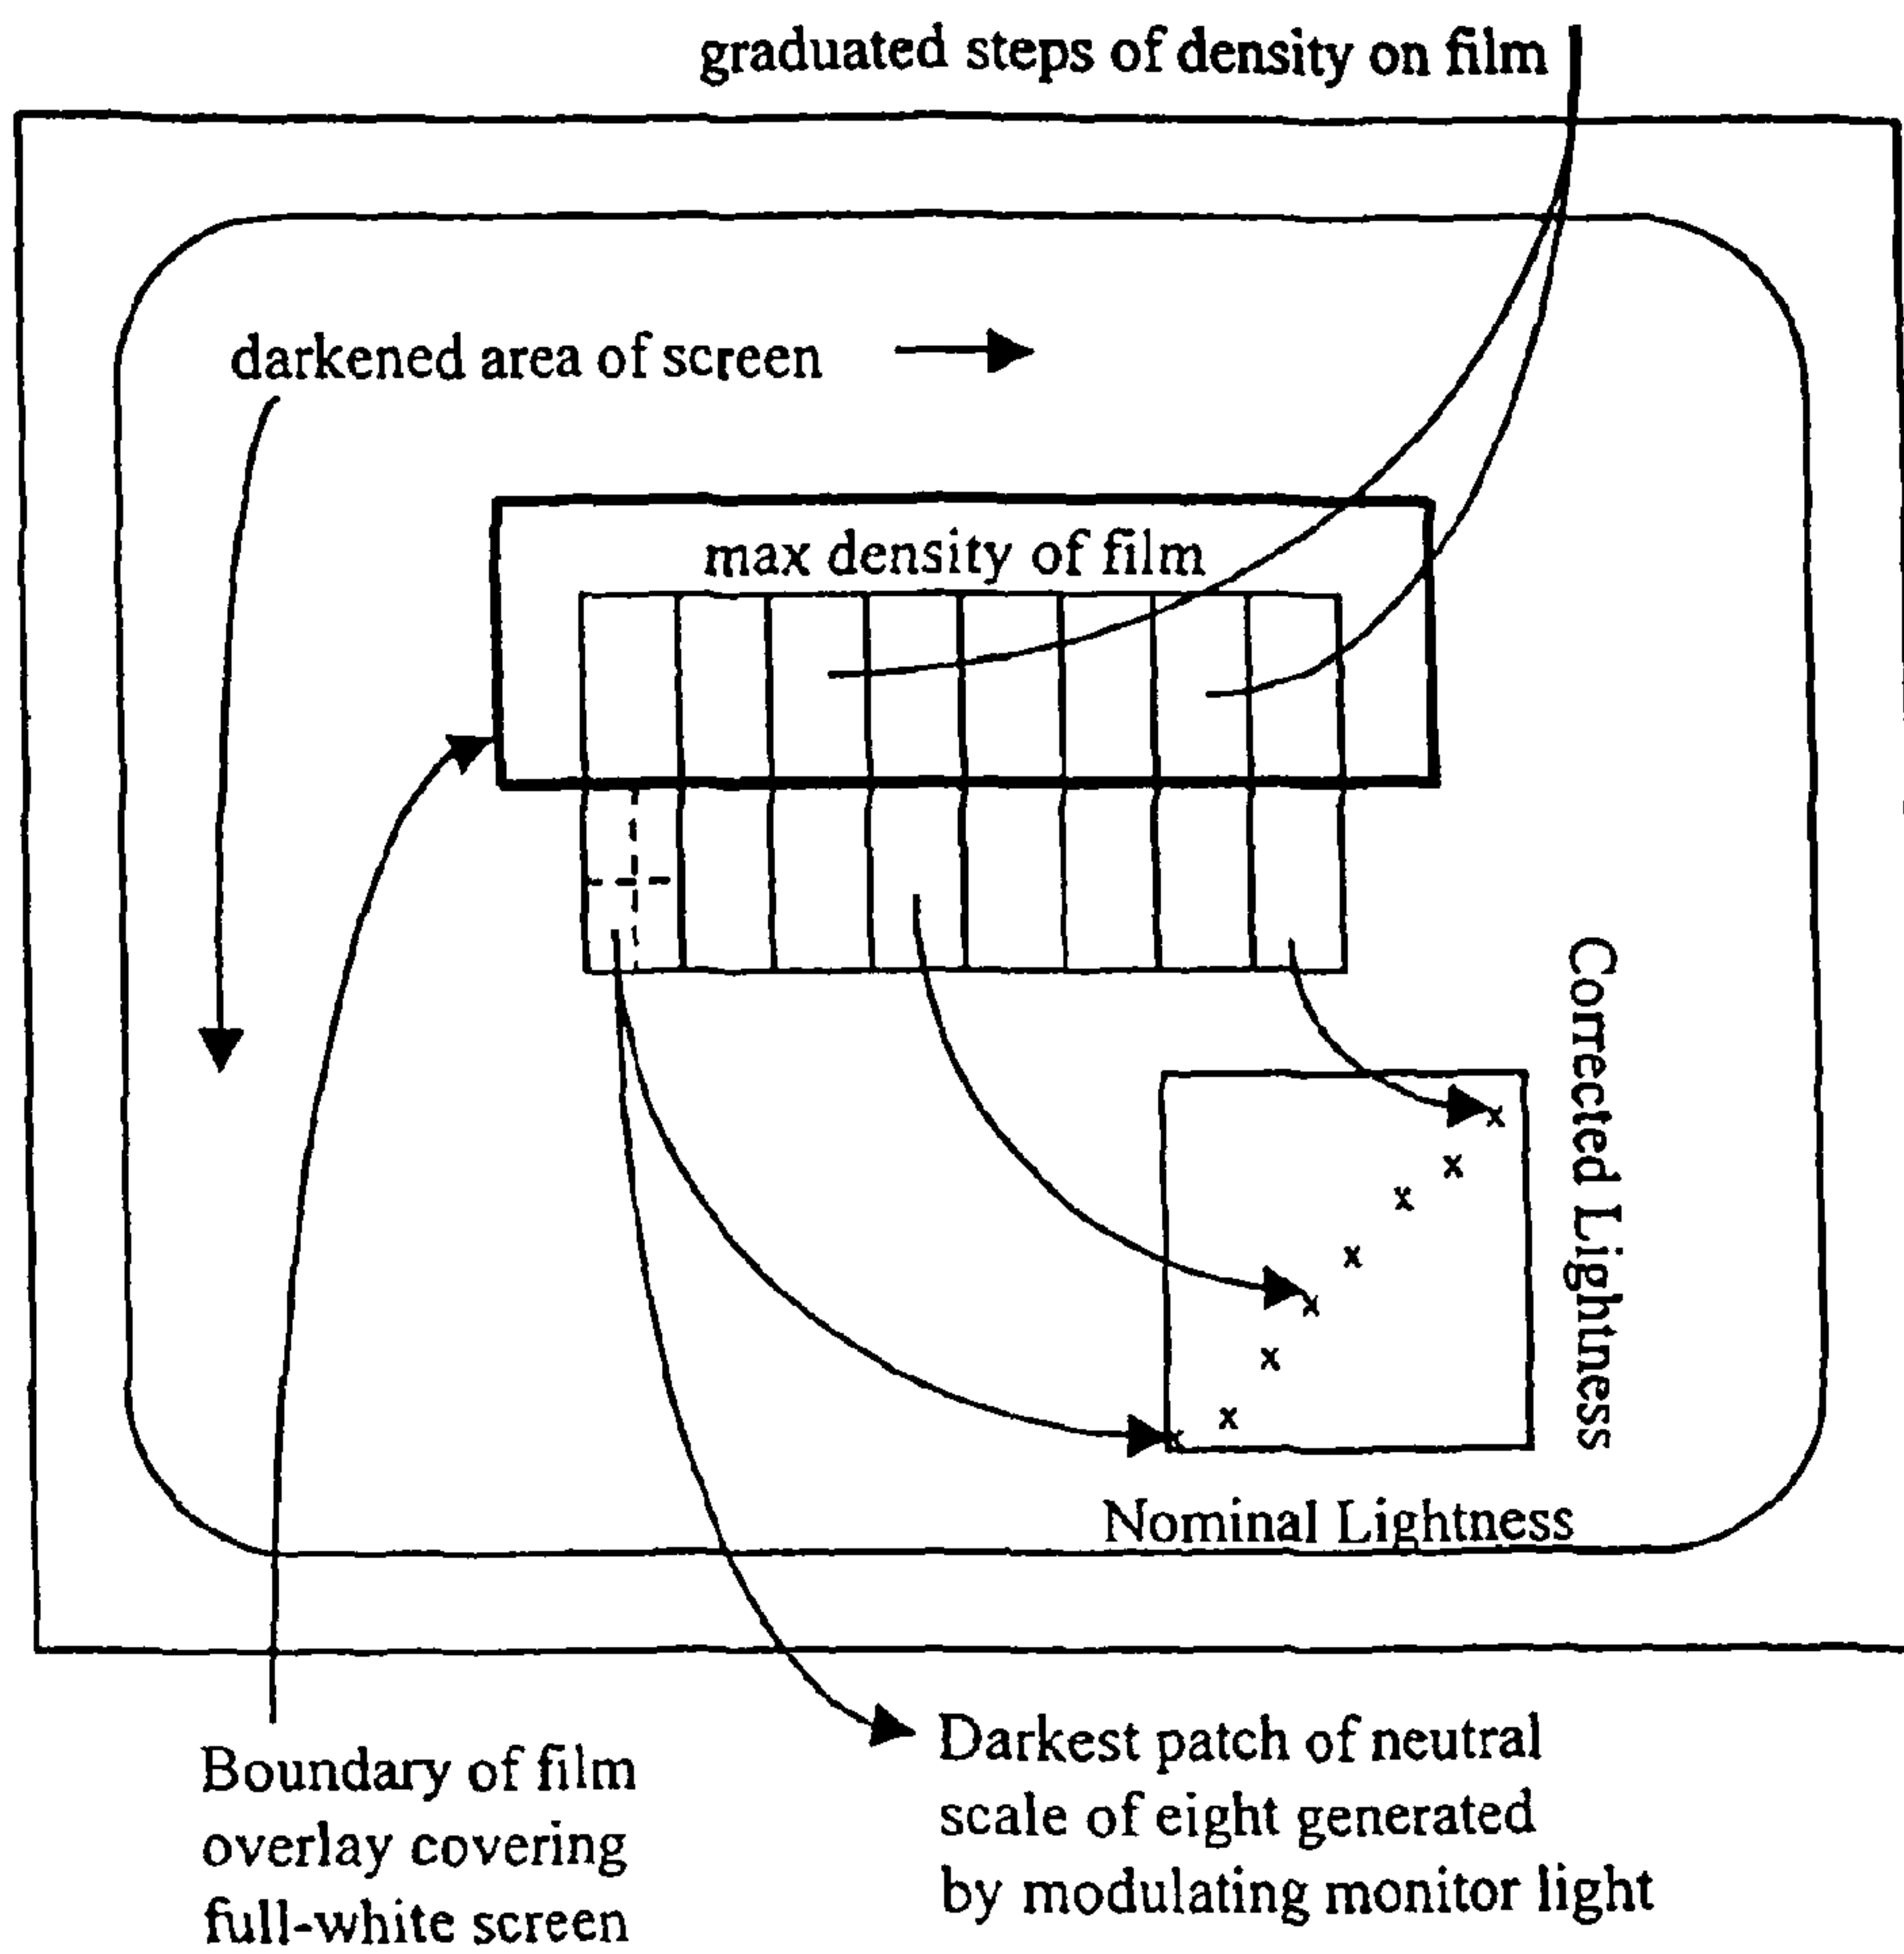 graduated steps of density on film
darkened area of screen
max density of film
Corrected Lightness
x
x
x
x
x
x
x
Nominal Lightness
Boundary of film
overlay covering
full-white screen
Darkest patch of neutral
scale of eight generated
by modulating monitor light